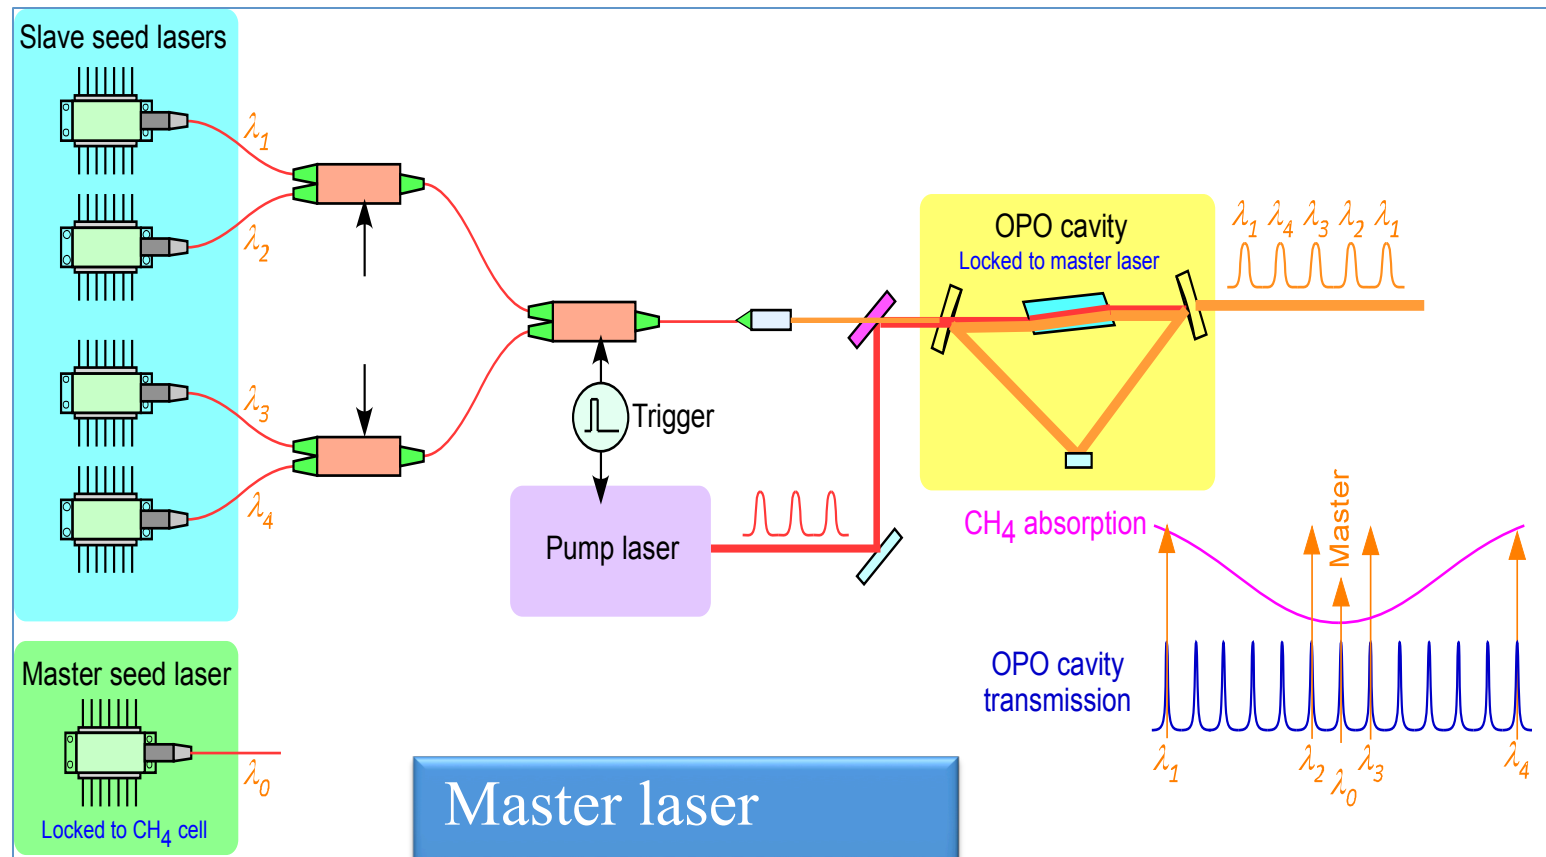 Slave seed lasers
λ1
λ2
λ3
λ4
Trigger
Pump laser
OPO cavity
Locked to master laser
λ1 λ4 λ3 λ2 λ1
CH4 absorption
Master
OPO cavity
transmission
λ1 λ2 λ0 λ3 λ4
Master seed laser
λ0
Locked to CH4 cell
Master laser